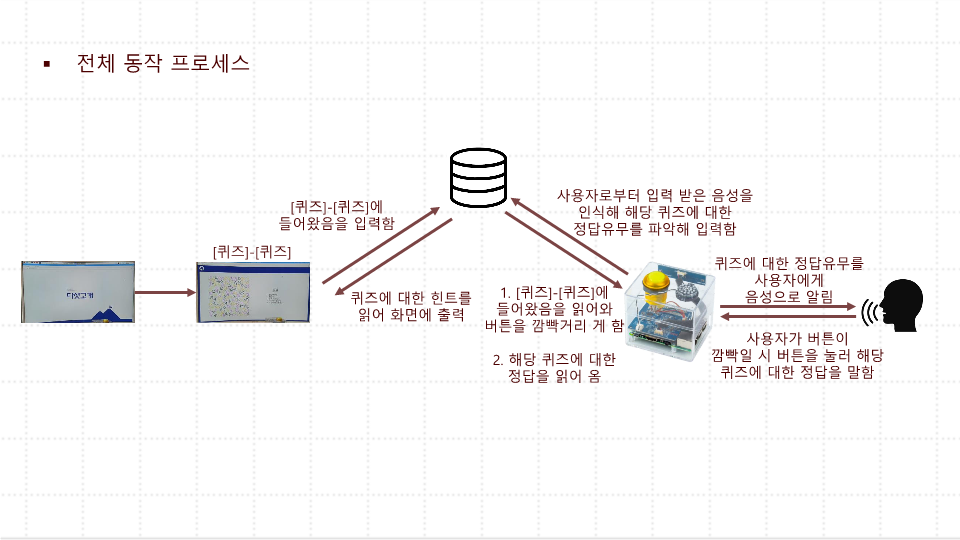 전체 동작 프로세스
[퀴즈]-[퀴즈]에
들어왔음을 입력함
[퀴즈]-[퀴즈]
다섯고개
퀴즈에 대한 힌트를
읽어 화면에 출력
사용자로부터 입력 받은 음성을
인식해 해당 퀴즈에 대한
정답유무를 파악해 입력함
1. [퀴즈]-[퀴즈]에
들어왔음을 읽어와
버튼을 깜빡거리 게 함
2. 해당 퀴즈에 대한
정답을 읽어 옴
퀴즈에 대한 정답유무를
사용자에게
음성으로 알림
사용자가 버튼이
깜빡일 시 버튼을 눌러 해당
퀴즈에 대한 정답을 말함